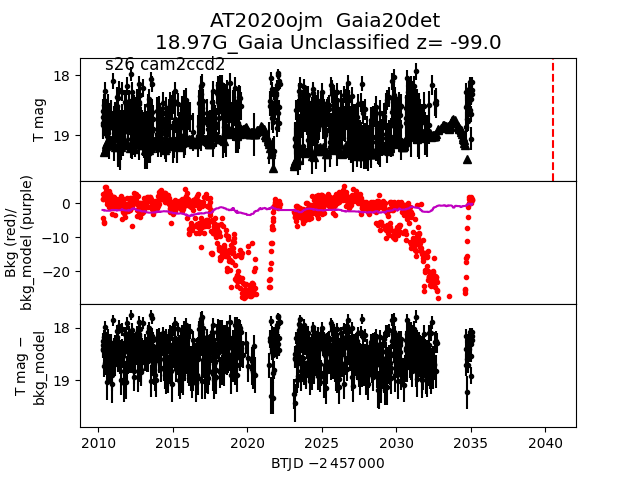 AT2020ojm  Gaia20det
18.97G_Gaia Unclassified z= -99.0
s26 cam2ccd2
T mag
18
19
Bkg (red)/
bkg_model (purple)
0
−10
−20
T mag −
bkg_model
18
19
2010 2015 2020 2025 2030 2035 2040
BTJD −2 457 000